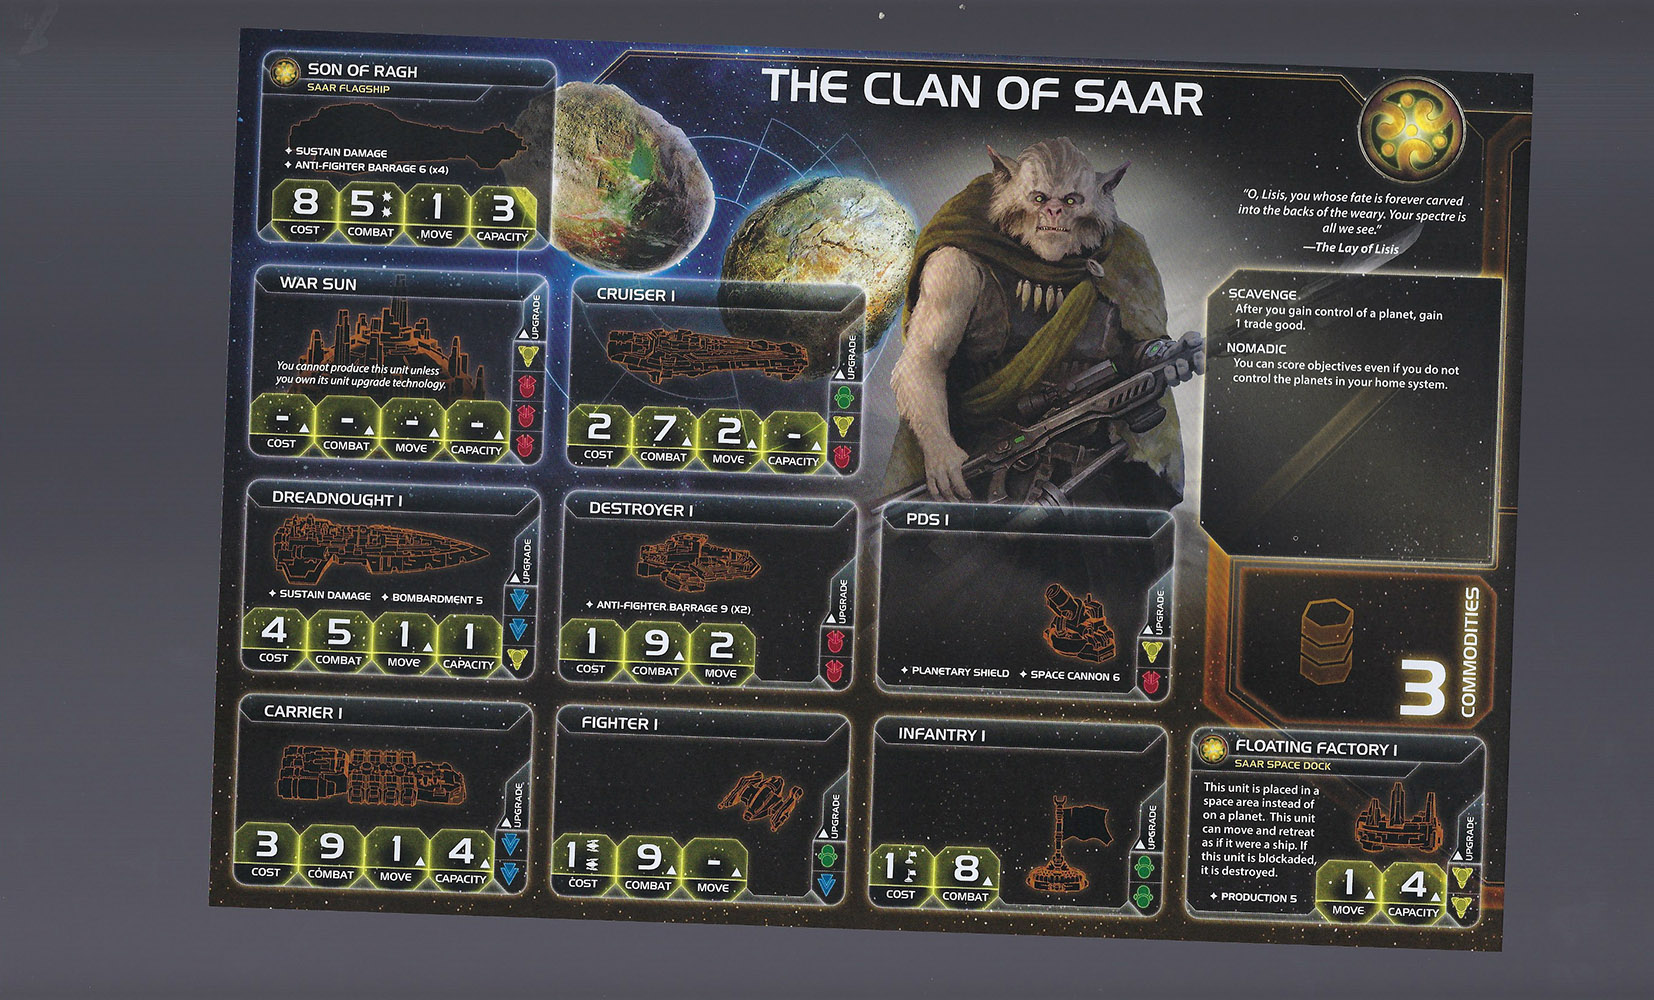 THE CLAN OF SAAR
SON OF RAGH
SAAR FLAGSHIP
✦ SUSTAIN DAMAGE
✦ ANTI-FIGHTER BARRAGE 6 (x4)
8 5 1 3
COST COMBAT MOVE CAPACITY
"O, Lisis, you whose fate is forever carved
into the backs of the weary. Your spectre is
all we see."
—The Lay of Lisis
WAR SUN
You cannot produce this unit unless
you own its unit upgrade technology.
- - - -
COST COMBAT MOVE CAPACITY
UPGRADE
CRUISER I
2 7 2 -
COST COMBAT MOVE CAPACITY
UPGRADE
SCAVENGE
After you gain control of a planet, gain
1 trade good.
NOMADIC
You can score objectives even if you do not
control the planets in your home system.
DREADNOUGHT I
✦ SUSTAIN DAMAGE ✦ BOMBARDMENT 5
4 5 1 1
COST COMBAT MOVE CAPACITY
UPGRADE
DESTROYER I
✦ ANTI-FIGHTER BARRAGE 9 (X2)
1 9 2
COST COMBAT MOVE
UPGRADE
PDS I
✦ PLANETARY SHIELD ✦ SPACE CANNON 6
UPGRADE
3
COMMODITIES
CARRIER I
3 9 1 4
COST COMBAT MOVE CAPACITY
UPGRADE
FIGHTER I
1 9 -
COST COMBAT MOVE
UPGRADE
INFANTRY I
1 8
COST COMBAT
UPGRADE
FLOATING FACTORY I
SAAR SPACE DOCK
This unit is placed in a
space area instead of
on a planet. This unit
can move and retreat
as if it were a ship. If
this unit is blockaded,
it is destroyed.
✦ PRODUCTION 5
1 4
MOVE CAPACITY
UPGRADE